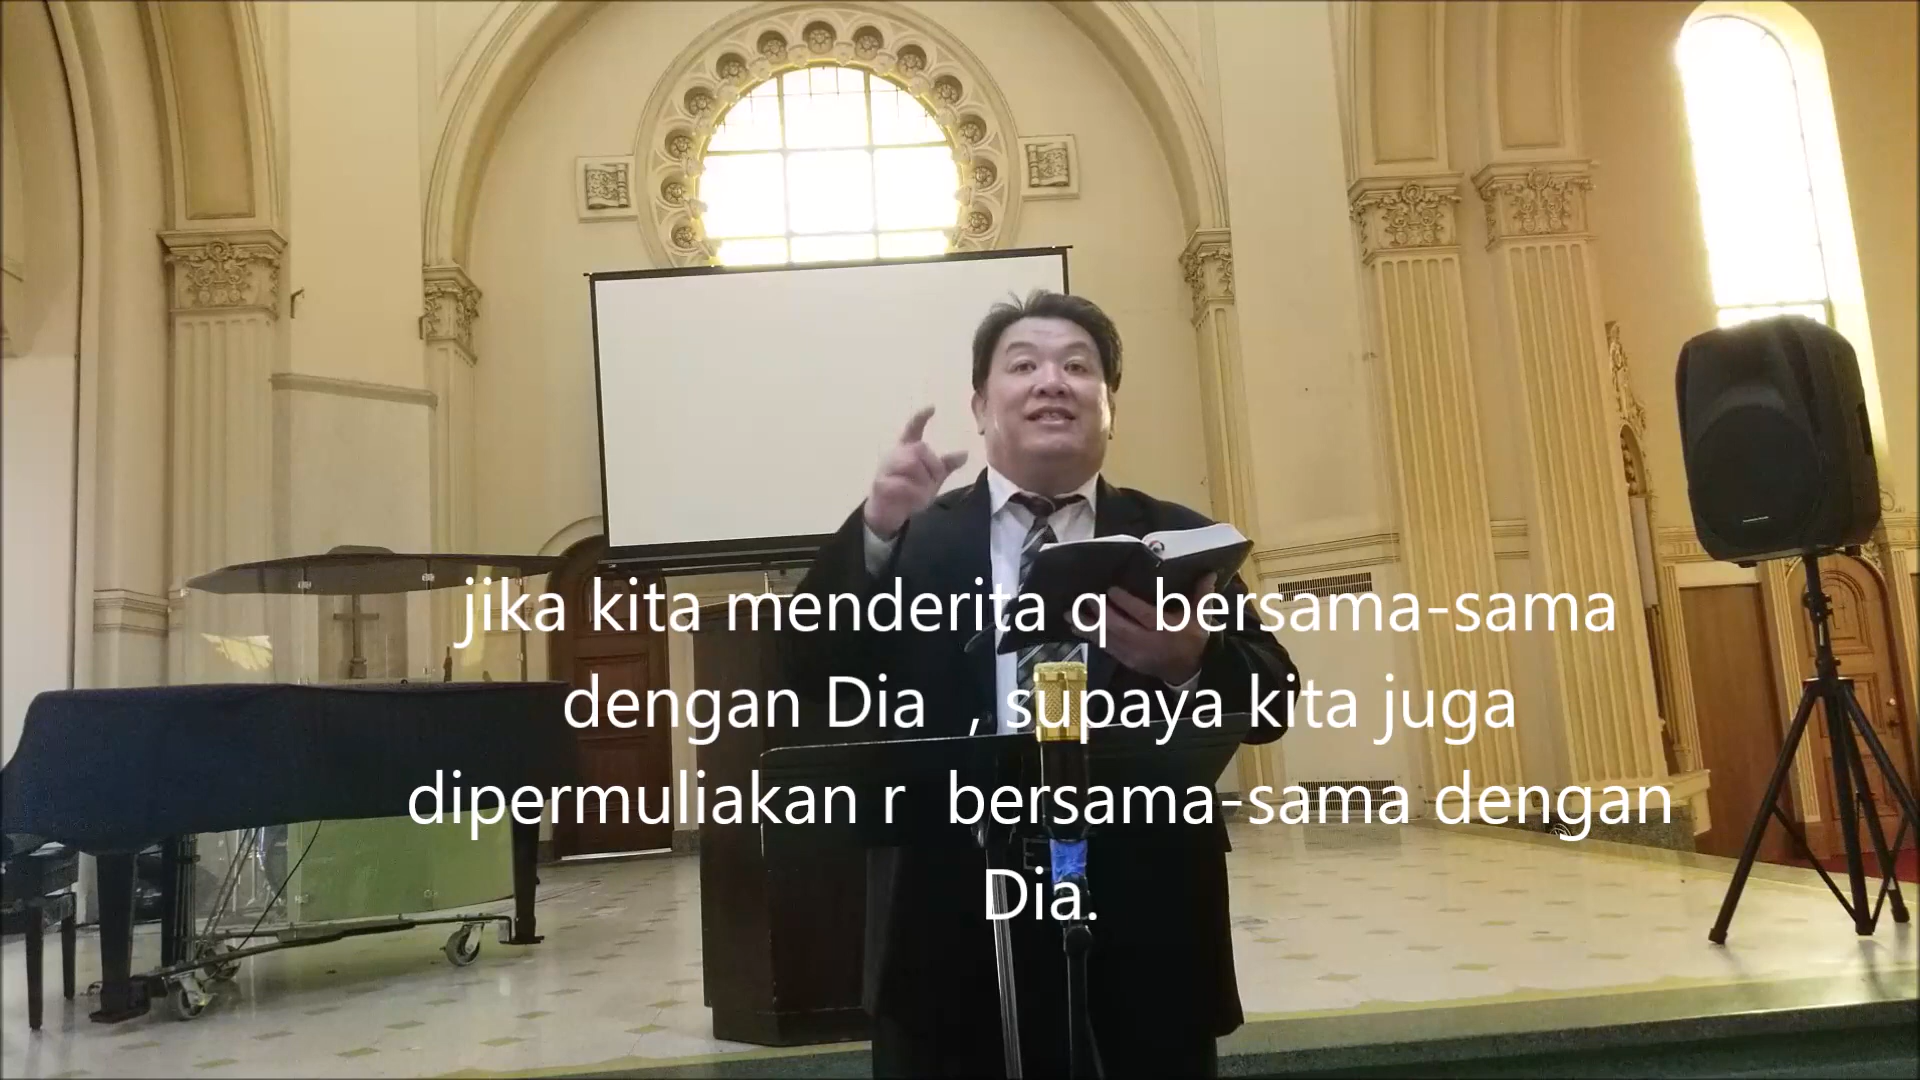 jika kita menderita q  bersama-sama
dengan Dia  , supaya kita juga
dipermuliakan r  bersama-sama dengan
Dia.